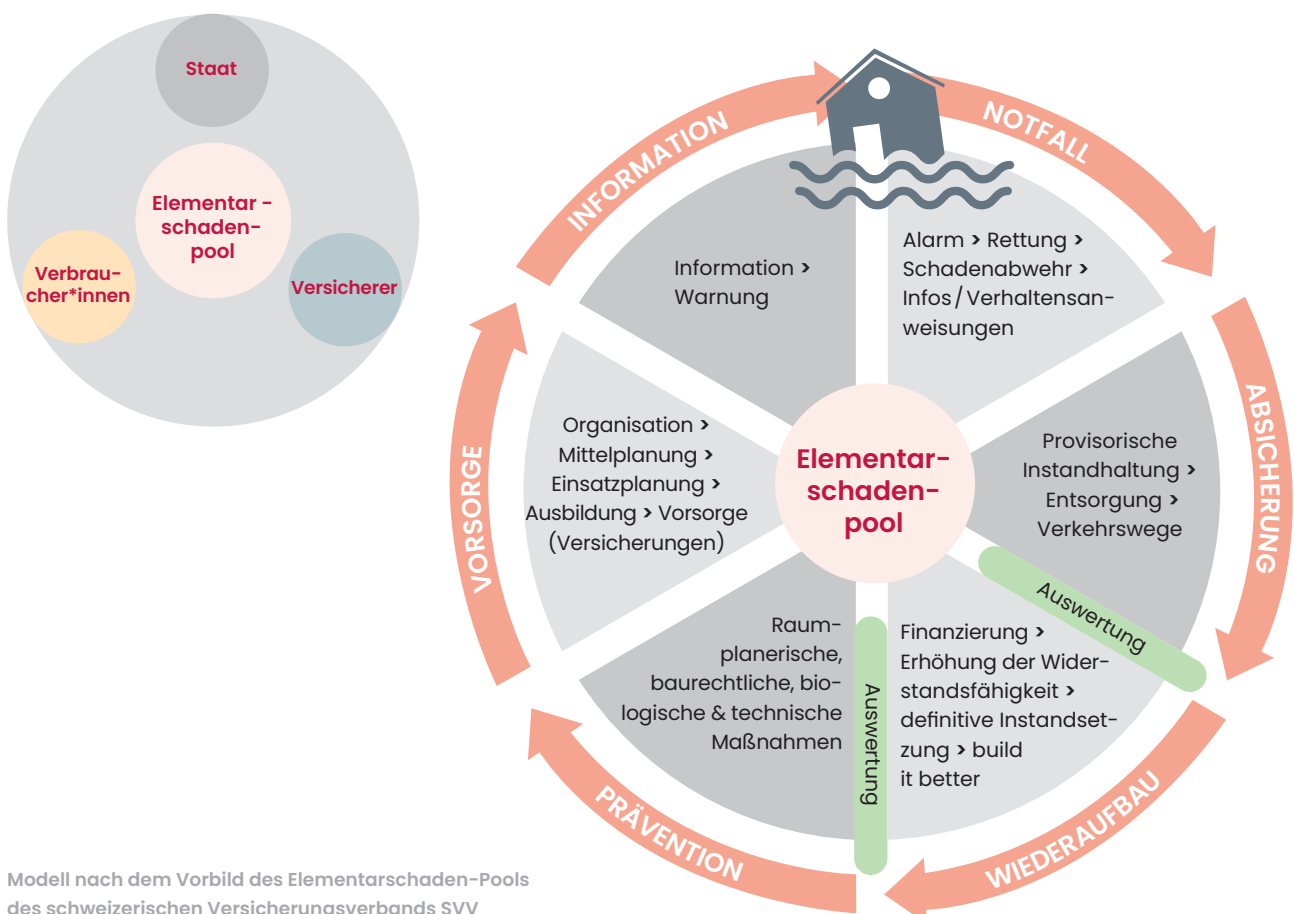 Staat
Elementar -
schaden-
pool
Verbrau-
cher*innen
Versicherer
INFORMATION
NOTFALL
ABSICHERUNG
WIEDERAUFBAU
PRÄVENTION
VORSORGE
Information >
Warnung
Alarm > Rettung >
Schadenabwehr >
Infos / Verhaltensan-
weisungen
Provisorische
Instandhaltung >
Entsorgung >
Verkehrswege
Auswertung
Finanzierung >
Erhöhung der Wider-
standsfähigkeit >
definitive Instandset-
zung > build
it better
Auswertung
Raum-
planerische,
baurechtliche, bio-
logische & technische
Maßnahmen
Organisation >
Mittelplanung >
Einsatzplanung >
Ausbildung > Vorsorge
(Versicherungen)
Elementar-
schaden-
pool
Modell nach dem Vorbild des Elementarschaden-Pools
des schweizerischen Versicherungsverbands SVV